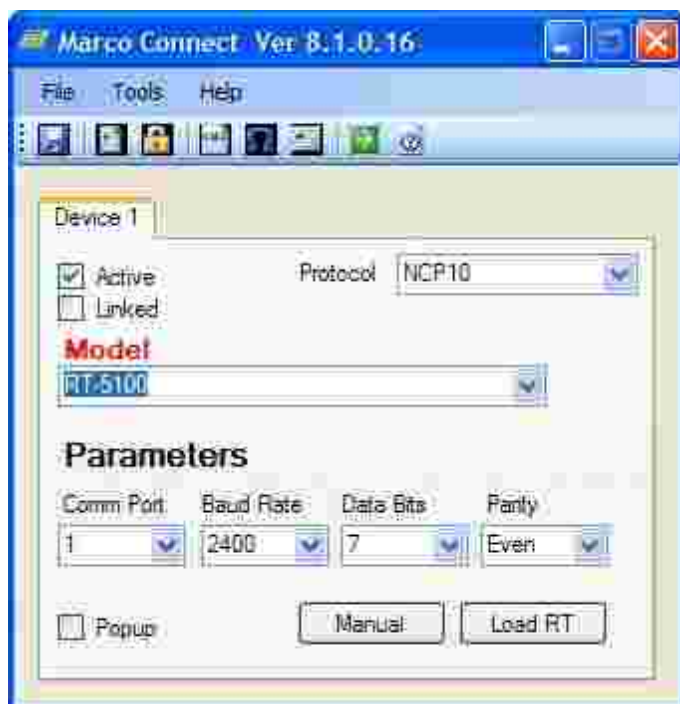 Marco Connect Ver 8.1.0.16
File Tools Help
Device 1
Active
Protocol NCP10
Linked
Model
RT-5100
Parameters
Comm Port Baud Rate Data Bits Parity
1 2400 7 Even
Popup Manual Load RT